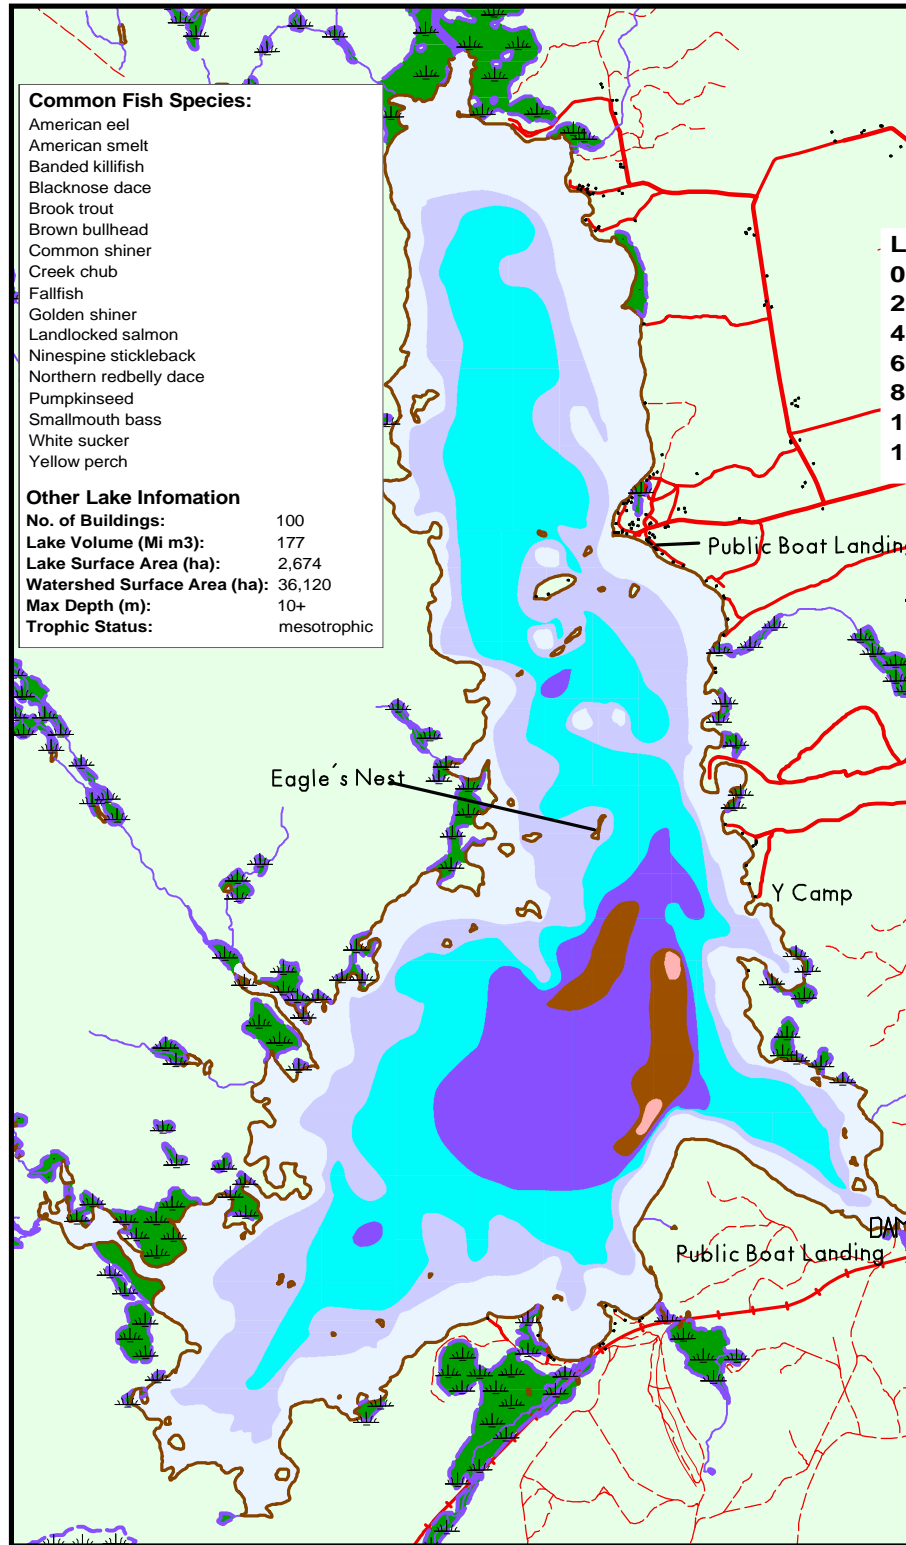 Common Fish Species:
American eel
American smelt
Banded killifish
Blacknose dace
Brook trout
Brown bullhead
Common shiner
Creek chub
Fallfish
Golden shiner
Landlocked salmon
Ninespine stickleback
Northern redbelly dace
Pumpkinseed
Smallmouth bass
White sucker
Yellow perch
Other Lake Infomation
No. of Buildings: 100
Lake Volume (Mi m3): 177
Lake Surface Area (ha): 2,674
Watershed Surface Area (ha): 36,120
Max Depth (m): 10+
Trophic Status: mesotrophic
L
0
2
4
6
8
1
1
Public Boat Landing
Eagle´s Nest
Y Camp
DAM
Public Boat Landing